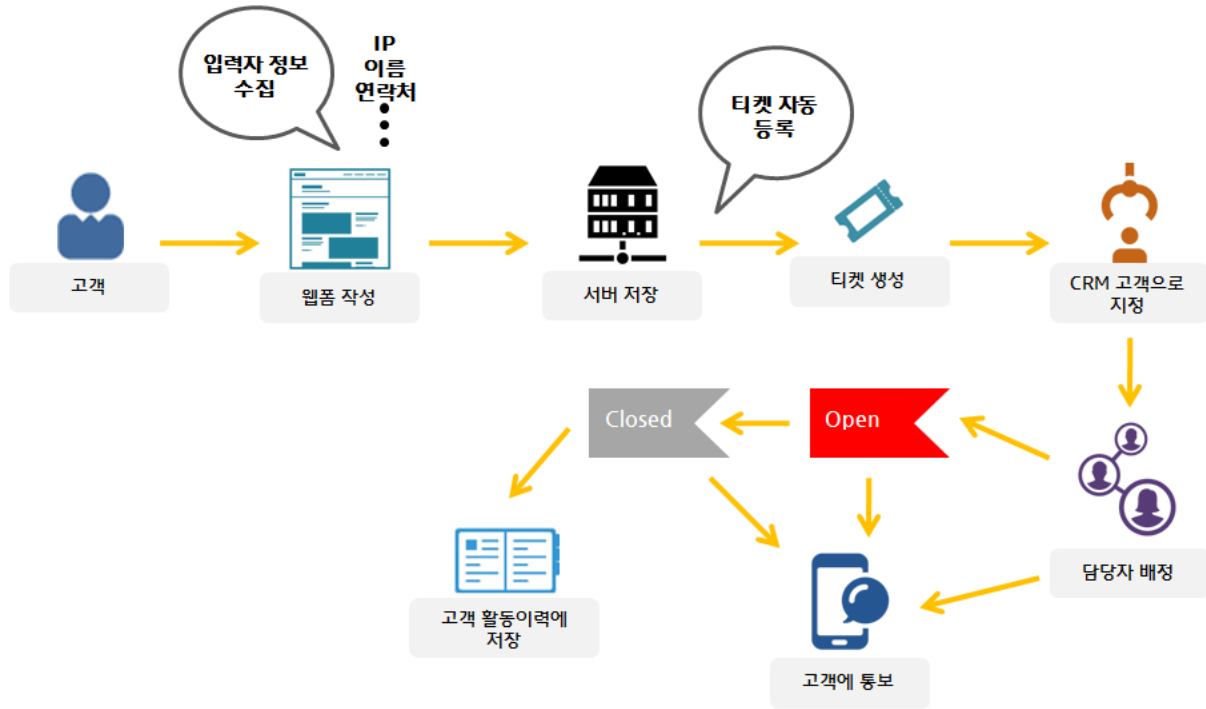 입력자 정보
수집
IP
이름
연락처
티켓 자동
등록
고객
웹폼 작성
서버 저장
티켓 생성
CRM 고객으로
지정
Closed
Open
담당자 배정
고객 활동이력에
저장
고객에 통보